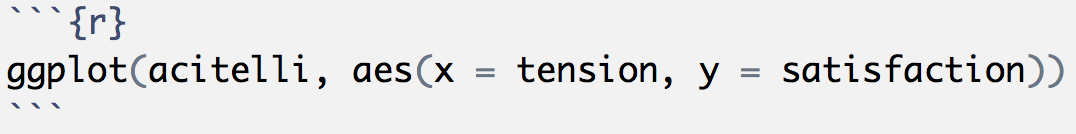 ```{r}
ggplot(acitelli, aes(x = tension, y = satisfaction))
```